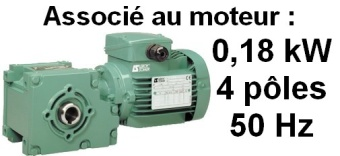 Associé au moteur :
0,18 kW
4 pôles
50 Hz